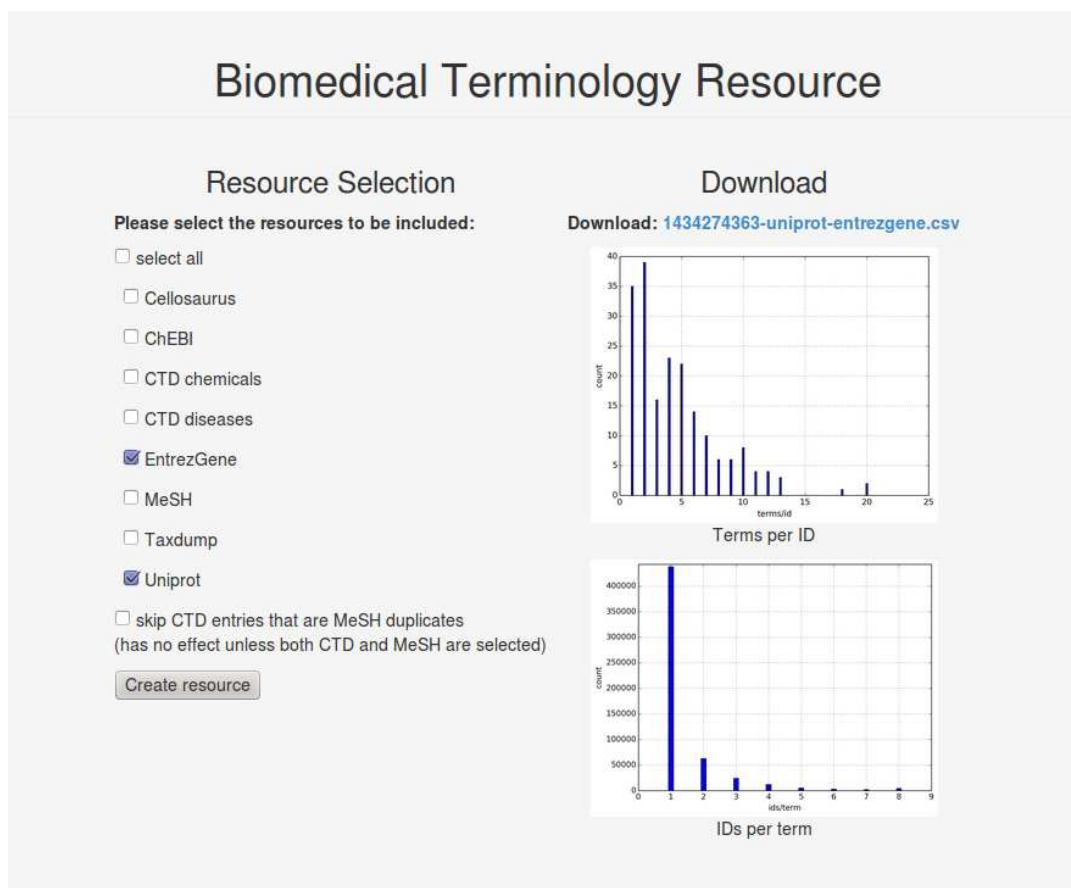 Biomedical Terminology Resource
Resource Selection
Please select the resources to be included:
select all
Cellosaurus
ChEBI
CTD chemicals
CTD diseases
EntrezGene
MeSH
Taxdump
Uniprot
skip CTD entries that are MeSH duplicates
(has no effect unless both CTD and MeSH are selected)
Create resource
Download
Download: 1434274363-uniprot-entrezgene.csv
40
35
30
25
20
15
10
5
0
count
0 5 10 15 20 25
terms/id
Terms per ID
400000
350000
300000
250000
200000
150000
100000
50000
0
count
0 1 2 3 4 5 6 7 8 9
ids/term
IDs per term